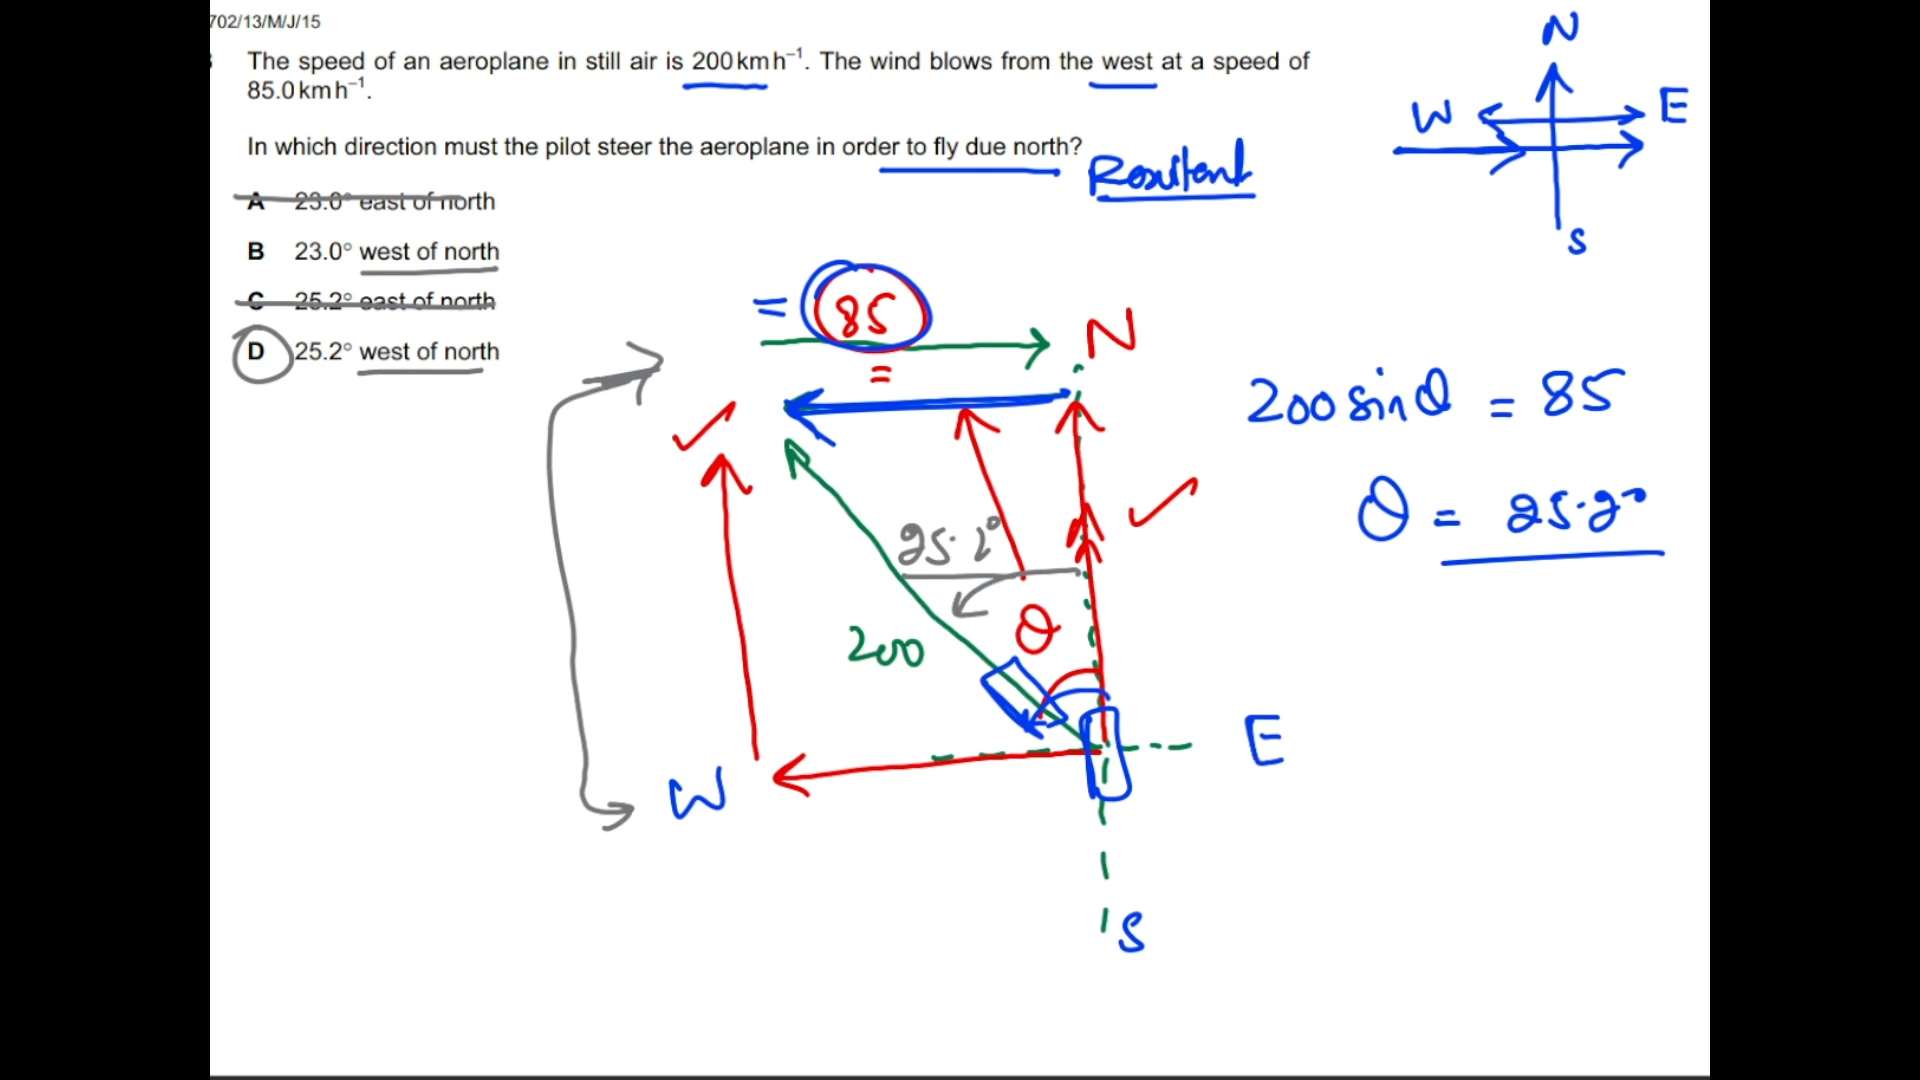 702/13/M/J/15
The speed of an aeroplane in still air is 200 km h⁻¹. The wind blows from the west at a speed of
85.0 km h⁻¹.
In which direction must the pilot steer the aeroplane in order to fly due north?
Resultant
A 23.0° east of north
B 23.0° west of north
C 25.2° east of north
D 25.2° west of north
N
W E
S
= 85
=
N
200 sin θ = 85
θ = 25.2°
25.2°
θ
200
W E
S